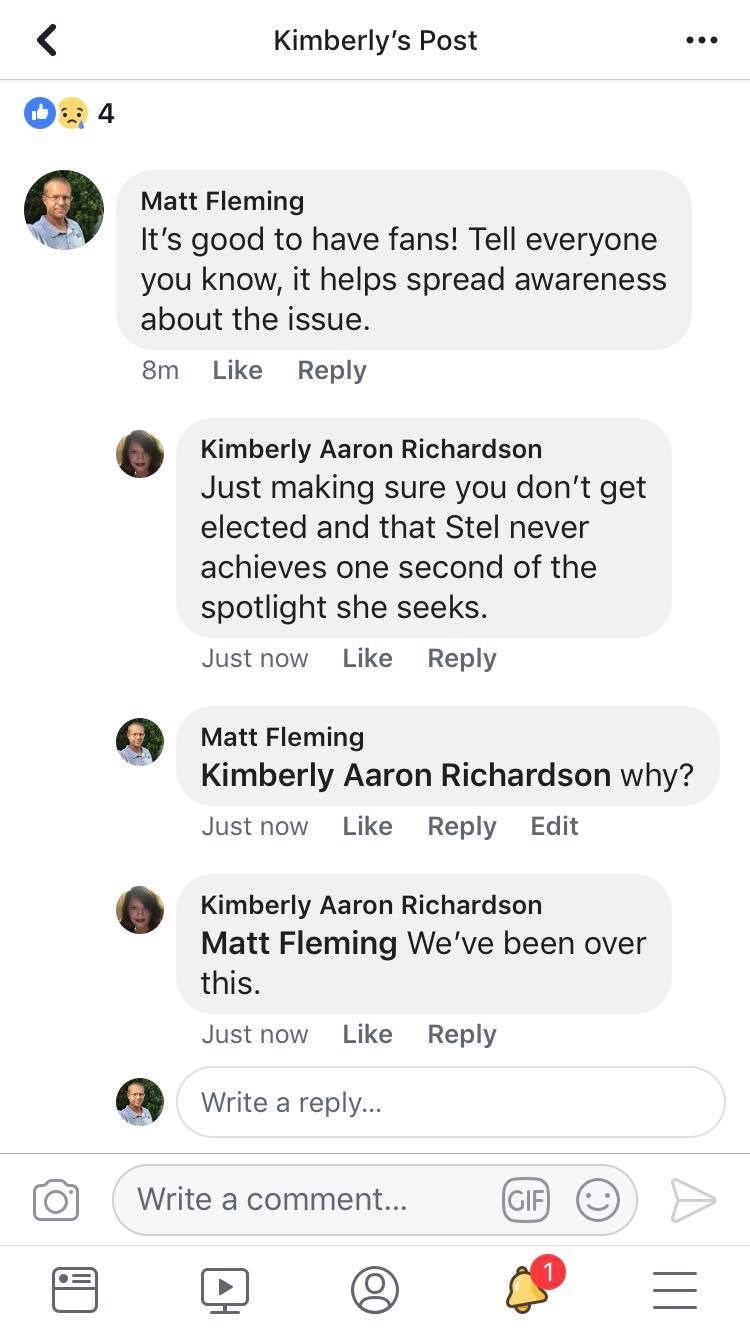 Kimberly’s Post
4
Matt Fleming
It’s good to have fans! Tell everyone
you know, it helps spread awareness
about the issue.
8m Like Reply
Kimberly Aaron Richardson
Just making sure you don’t get
elected and that Stel never
achieves one second of the
spotlight she seeks.
Just now Like Reply
Matt Fleming
Kimberly Aaron Richardson why?
Just now Like Reply Edit
Kimberly Aaron Richardson
Matt Fleming We’ve been over
this.
Just now Like Reply
Write a reply...
Write a comment... GIF
1